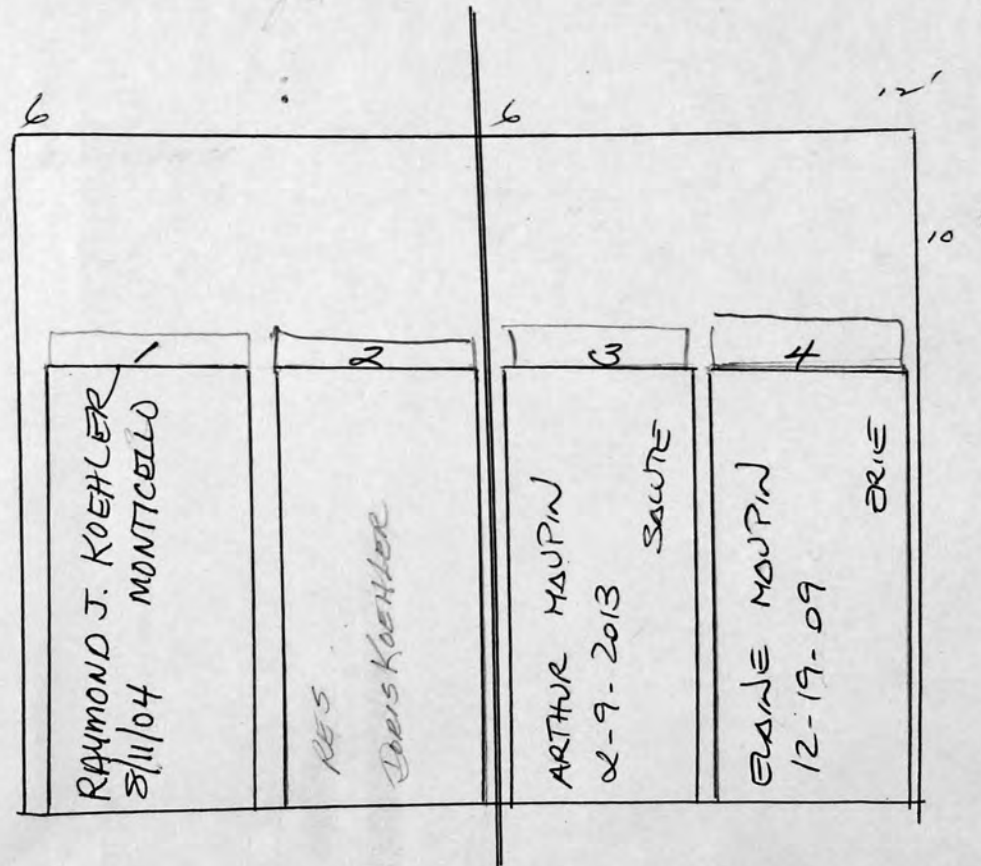 6
6
12'
10
1
2
3
4
RAYMOND J. KOEHLER
8/11/04 MONTICELLO
RES
DORIS KOEHLER
ARTHUR MAUPIN
2-9-2013
SALUTE
ELAINE MAUPIN
12-19-09
ERIE